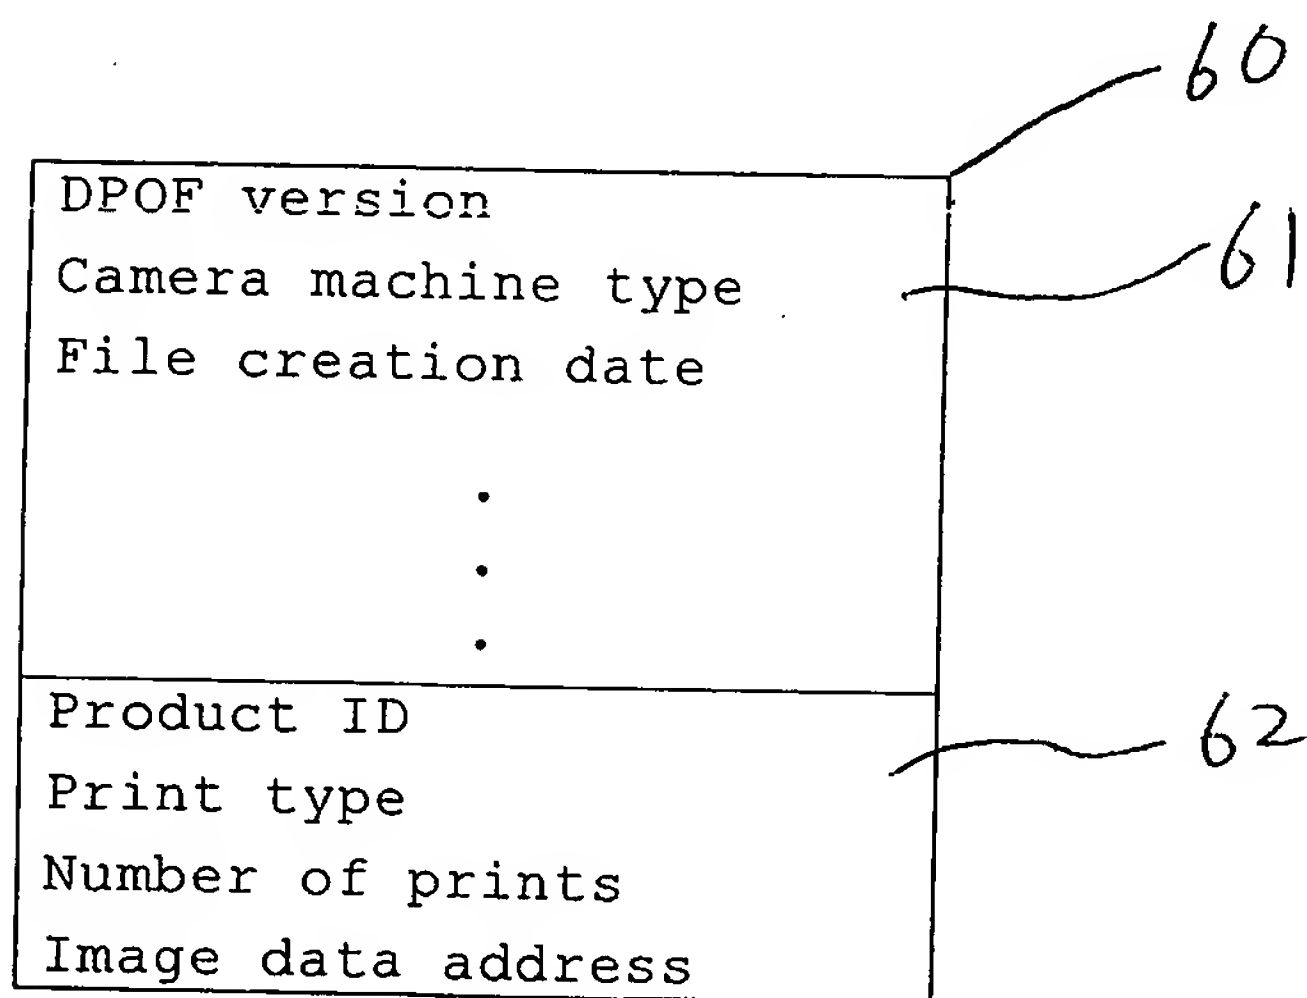 60
DPOF version
Camera machine type
61
File creation date
Product ID
62
Print type
Number of prints
Image data address